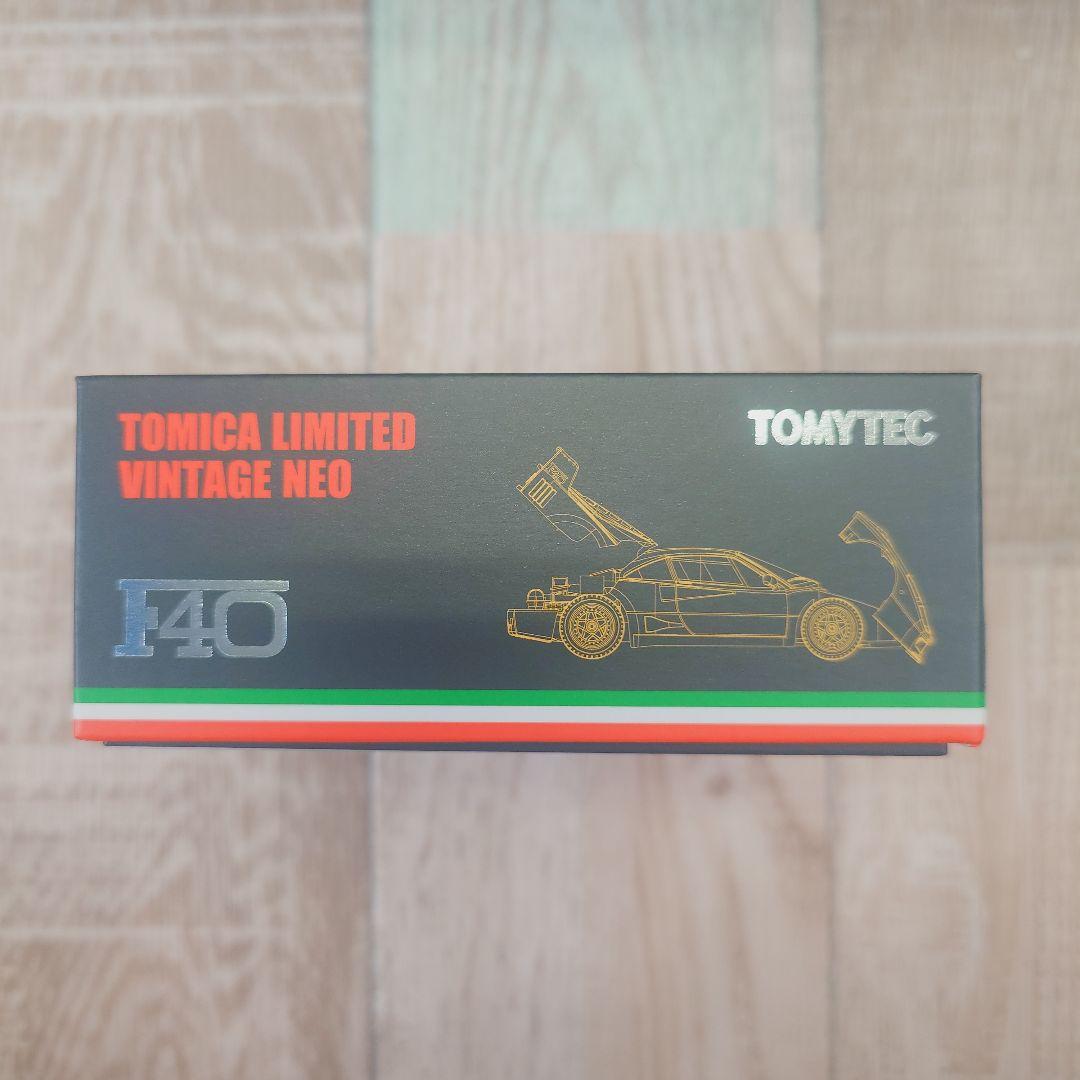 TOMICA LIMITED
VINTAGE NEO
TOMYTEC
F40